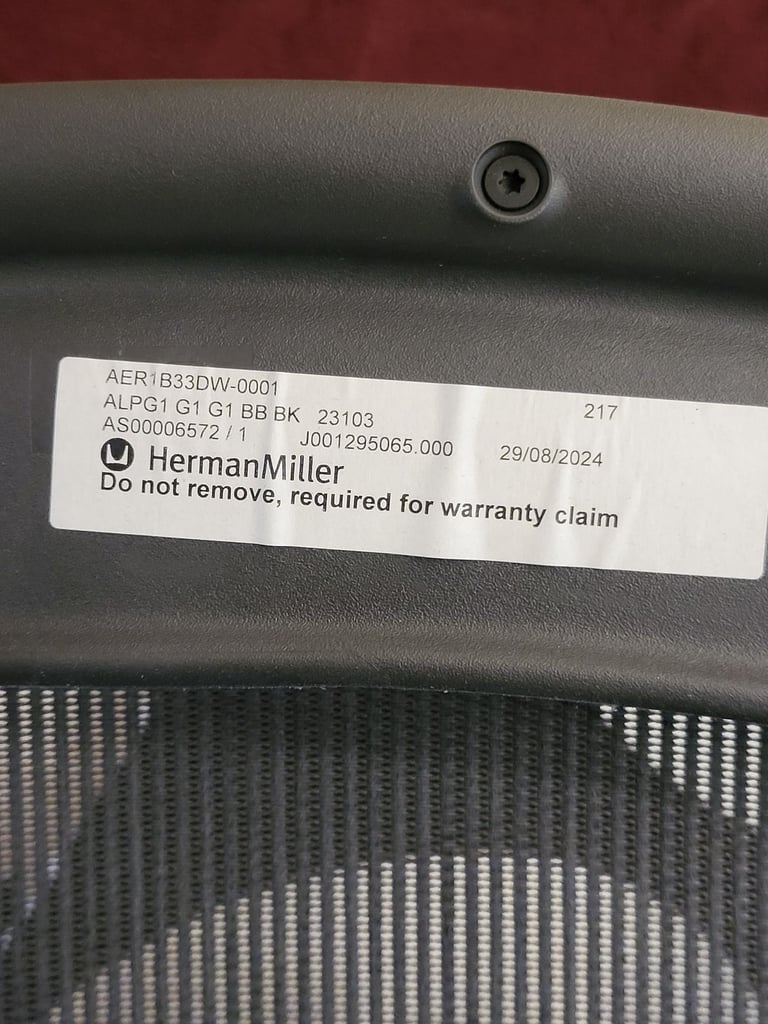 AER1B33DW-0001 217
ALPG1 G1 G1 BB BK 23103
AS00006572 / 1 J001295065.000 29/08/2024
HermanMiller
Do not remove, required for warranty claim